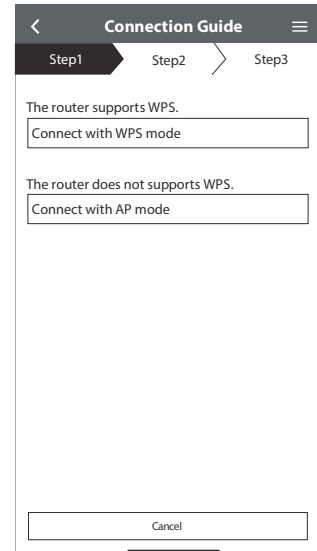 Connection Guide
Step1 Step2 Step3
The router supports WPS.
Connect with WPS mode
The router does not supports WPS.
Connect with AP mode
Cancel